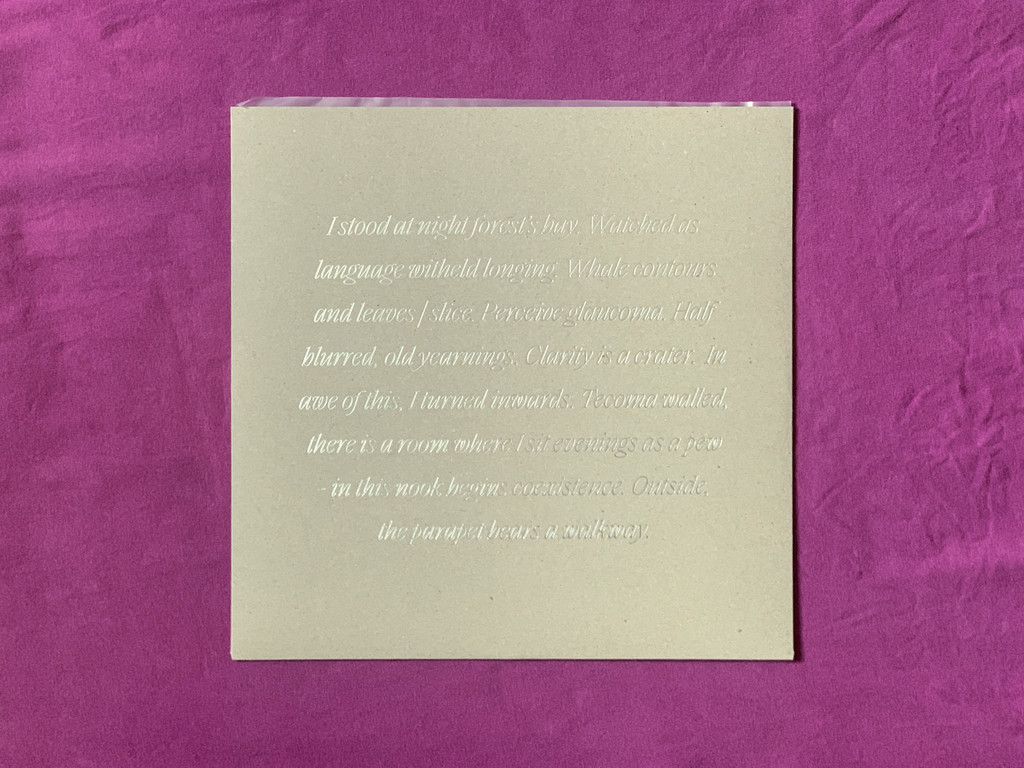 I stood at night forest's bay. Watched as
language witheld longing. Whale contours
and leaves / slice. Perceive glaucoma. Half
blurred, old yearnings. Clarity is a crater. In
awe of this, I turned inwards. Tecoma walled,
there is a room where I sit evenings as a pew
- in this nook begins coexistence. Outside,
the parapet bears a walkway.